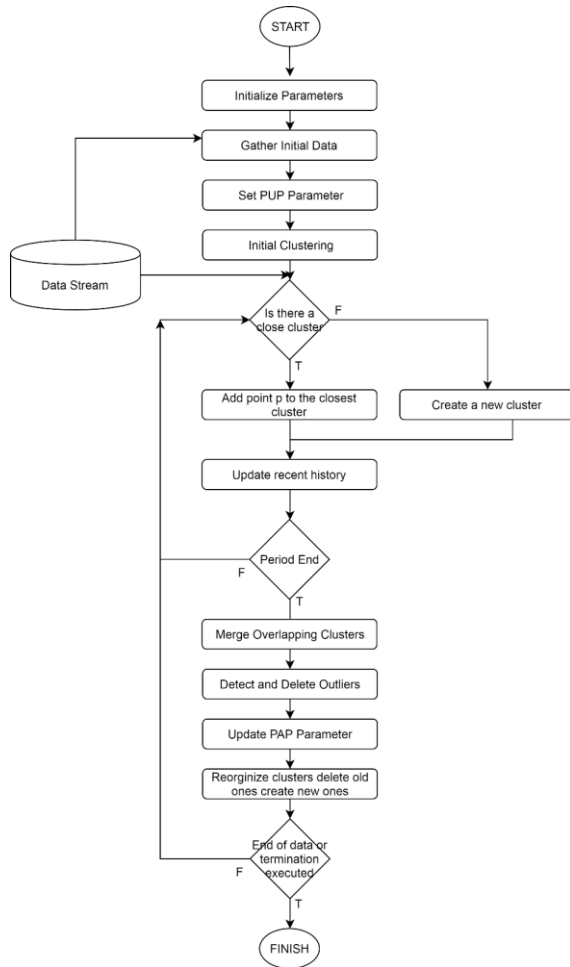 START
Initialize Parameters
Gather Initial Data
Set PUP Parameter
Initial Clustering
Data Stream
Is there a
close cluster
F
T
Add point p to the closest
cluster
Create a new cluster
Update recent history
Period End
F
T
Merge Overlapping Clusters
Detect and Delete Outliers
Update PAP Parameter
Reorginize clusters delete old
ones create new ones
End of data or
termination
executed
F
T
FINISH